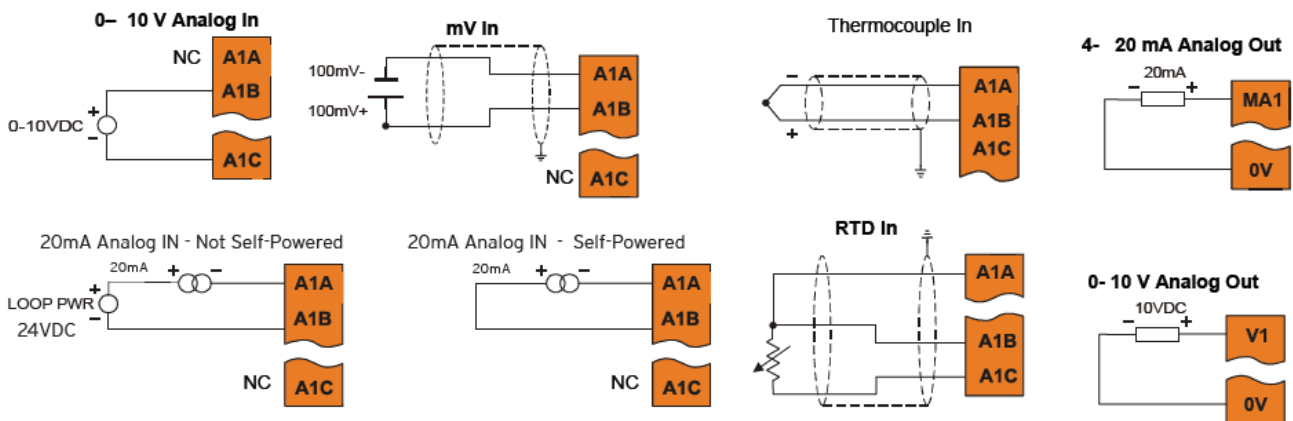 0– 10 V Analog In
NC
A1A
A1B
+
0-10VDC
–
A1C
mV In
100mV-
100mV+
A1A
A1B
NC
A1C
Thermocouple In
–
+
A1A
A1B
A1C
4- 20 mA Analog Out
20mA
– +
MA1
0V
20mA Analog IN - Not Self-Powered
20mA
+ –
+
LOOP PWR
–
24VDC
A1A
A1B
NC
A1C
20mA Analog IN - Self-Powered
20mA
+ –
A1A
A1B
NC
A1C
RTD In
A1A
A1B
A1C
0- 10 V Analog Out
10VDC
– +
V1
0V